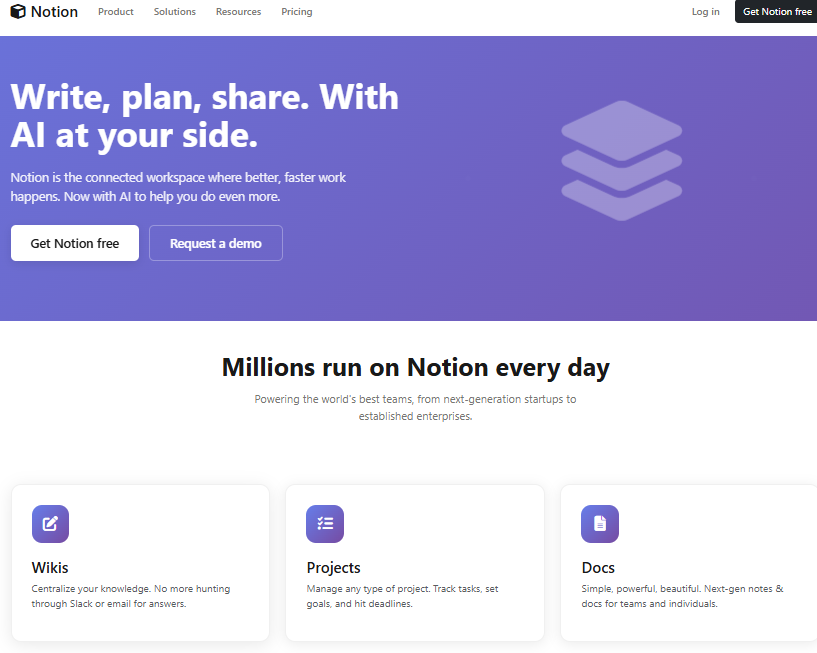 Notion Product Solutions Resources Pricing Log in Get Notion free
Write, plan, share. With
AI at your side.
Notion is the connected workspace where better, faster work
happens. Now with AI to help you do even more.
Get Notion free Request a demo
Millions run on Notion every day
Powering the world's best teams, from next-generation startups to
established enterprises.
Wikis
Centralize your knowledge. No more hunting
through Slack or email for answers.
Projects
Manage any type of project. Track tasks, set
goals, and hit deadlines.
Docs
Simple, powerful, beautiful. Next-gen notes &
docs for teams and individuals.